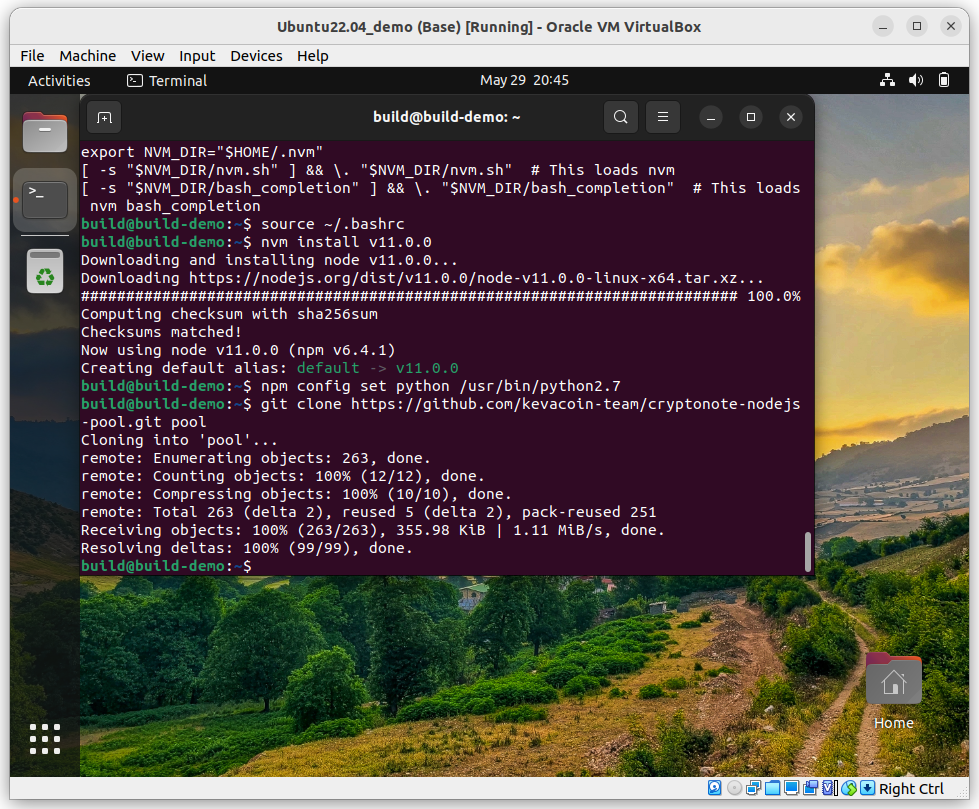 Ubuntu22.04_demo (Base) [Running] - Oracle VM VirtualBox
File Machine View Input Devices Help
Activities Terminal May 29 20:45
build@build-demo: ~
export NVM_DIR="$HOME/.nvm"
[ -s "$NVM_DIR/nvm.sh" ] && \. "$NVM_DIR/nvm.sh"  # This loads nvm
[ -s "$NVM_DIR/bash_completion" ] && \. "$NVM_DIR/bash_completion"  # This loads
 nvm bash_completion
build@build-demo:~$ source ~/.bashrc
build@build-demo:~$ nvm install v11.0.0
Downloading and installing node v11.0.0...
Downloading https://nodejs.org/dist/v11.0.0/node-v11.0.0-linux-x64.tar.xz...
######################################################################### 100.0%
Computing checksum with sha256sum
Checksums matched!
Now using node v11.0.0 (npm v6.4.1)
Creating default alias: default -> v11.0.0
build@build-demo:~$ npm config set python /usr/bin/python2.7
build@build-demo:~$ git clone https://github.com/kevacoin-team/cryptonote-nodejs
-pool.git pool
Cloning into 'pool'...
remote: Enumerating objects: 263, done.
remote: Counting objects: 100% (12/12), done.
remote: Compressing objects: 100% (10/10), done.
remote: Total 263 (delta 2), reused 5 (delta 2), pack-reused 251
Receiving objects: 100% (263/263), 355.98 KiB | 1.11 MiB/s, done.
Resolving deltas: 100% (99/99), done.
build@build-demo:~$
Home
Right Ctrl